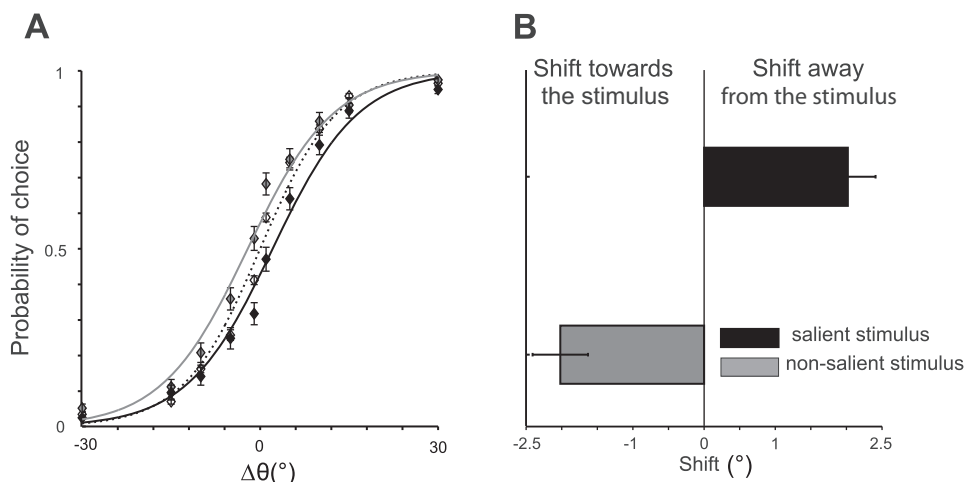 A
Probability of choice
1
0.5
0
-30
0
30
Δθ(°)
B
Shift towards
the stimulus
Shift away
from the stimulus
salient stimulus
non-salient stimulus
-2.5
-1
0
1
2.5
Shift (°)